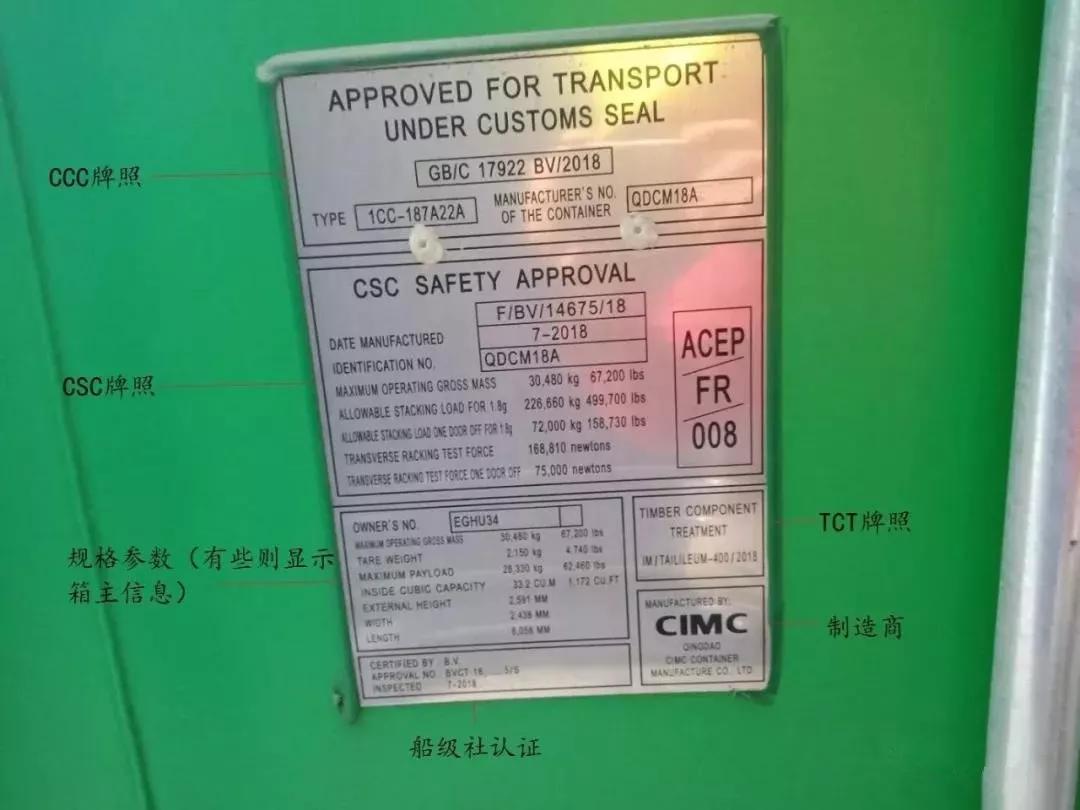 APPROVED FOR TRANSPORT
UNDER CUSTOMS SEAL
CCC牌照
GB/C 17922 BV/2018
TYPE 1CC-187A22A MANUFACTURER'S NO. OF THE CONTAINER QDCM18A
CSC SAFETY APPROVAL
F/BV/14675/18
DATE MANUFACTURED 7-2018
IDENTIFICATION NO. QDCM18A
CSC牌照
MAXIMUM OPERATING GROSS MASS 30,480 kg 67,200 lbs
ALLOWABLE STACKING LOAD FOR 1.8g 226,660 kg 499,700 lbs
ALLOWABLE STACKING LOAD ONE DOOR OFF FOR 1.8g 72,000 kg 158,730 lbs
TRANSVERSE RACKING TEST FORCE 168,810 newtons
TRANSVERSE RACKING TEST FORCE ONE DOOR OFF 75,000 newtons
ACEP
FR
008
规格参数（有些则显示
箱主信息）
OWNER'S NO. EGHU34
MAXIMUM OPERATING GROSS MASS 30,480 kg 67,200 lbs
TARE WEIGHT 2,150 kg 4,740 lbs
MAXIMUM PAYLOAD 28,330 kg 62,460 lbs
INSIDE CUBIC CAPACITY 33.2 CU.M 1,172 CU.FT
EXTERNAL HEIGHT 2,591 MM
WIDTH 2,438 MM
LENGTH 6,058 MM
TIMBER COMPONENT
TREATMENT
IM/TAILILEUM-400/2018
TCT牌照
MANUFACTURED BY:
CIMC
QINGDAO
CIMC CONTAINER
MANUFACTURE CO., LTD
制造商
CERTIFIED BY B.V.
APPROVAL NO. BVCT 18 5/6
INSPECTED 7-2018
船级社认证